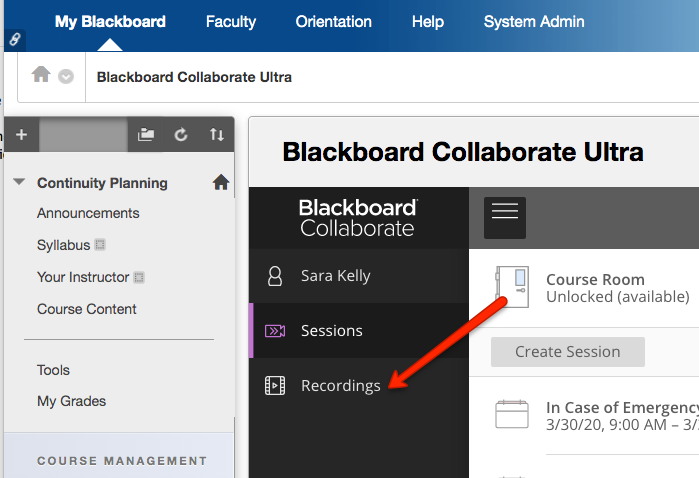 My Blackboard Faculty Orientation Help System Admin
Blackboard Collaborate Ultra
Continuity Planning
Announcements
Syllabus
Your Instructor
Course Content
Tools
My Grades
COURSE MANAGEMENT
Blackboard Collaborate Ultra
Blackboard
Collaborate
Sara Kelly
Sessions
Recordings
Course Room
Unlocked (available)
Create Session
In Case of Emergency
3/30/20, 9:00 AM – 3/